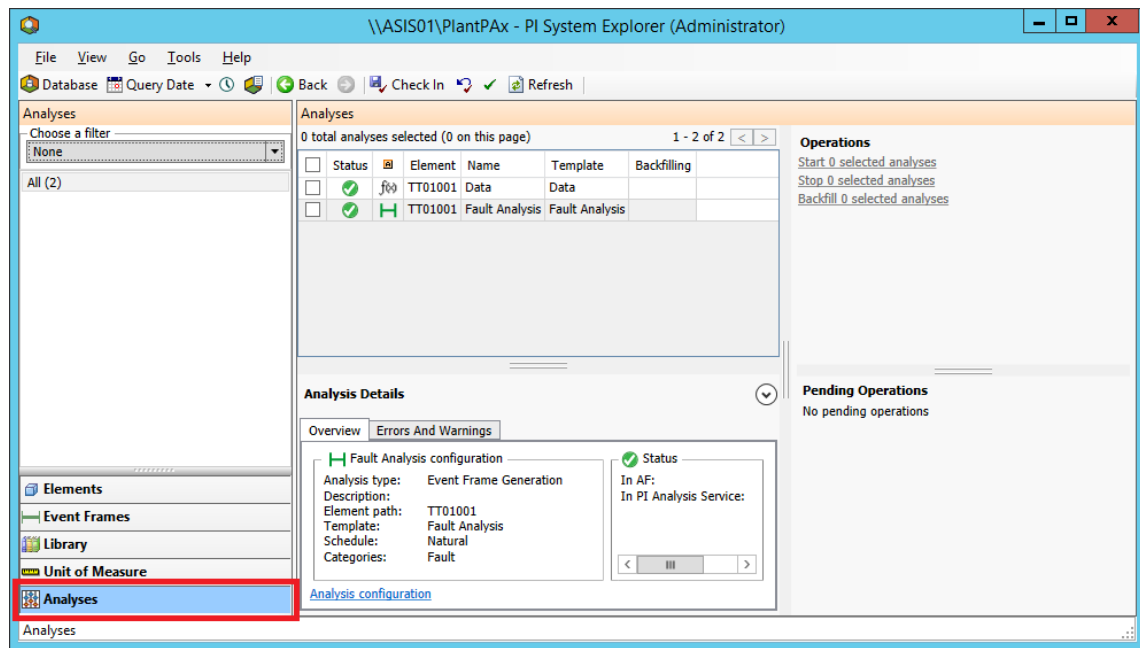 \\ASIS01\PlantPAx - PI System Explorer (Administrator)
File View Go Tools Help
Database Query Date Back Check In Refresh
Analyses
Choose a filter
None
All (2)
Elements
Event Frames
Library
Unit of Measure
Analyses
Analyses
0 total analyses selected (0 on this page) 1 - 2 of 2 < >
Status Element Name Template Backfilling
f(x) TT01001 Data Data
TT01001 Fault Analysis Fault Analysis
Analysis Details
Overview Errors And Warnings
Fault Analysis configuration
Analysis type: Event Frame Generation
Description:
Element path: TT01001
Template: Fault Analysis
Schedule: Natural
Categories: Fault
Status
In AF:
In PI Analysis Service:
Analysis configuration
Operations
Start 0 selected analyses
Stop 0 selected analyses
Backfill 0 selected analyses
Pending Operations
No pending operations
Analyses